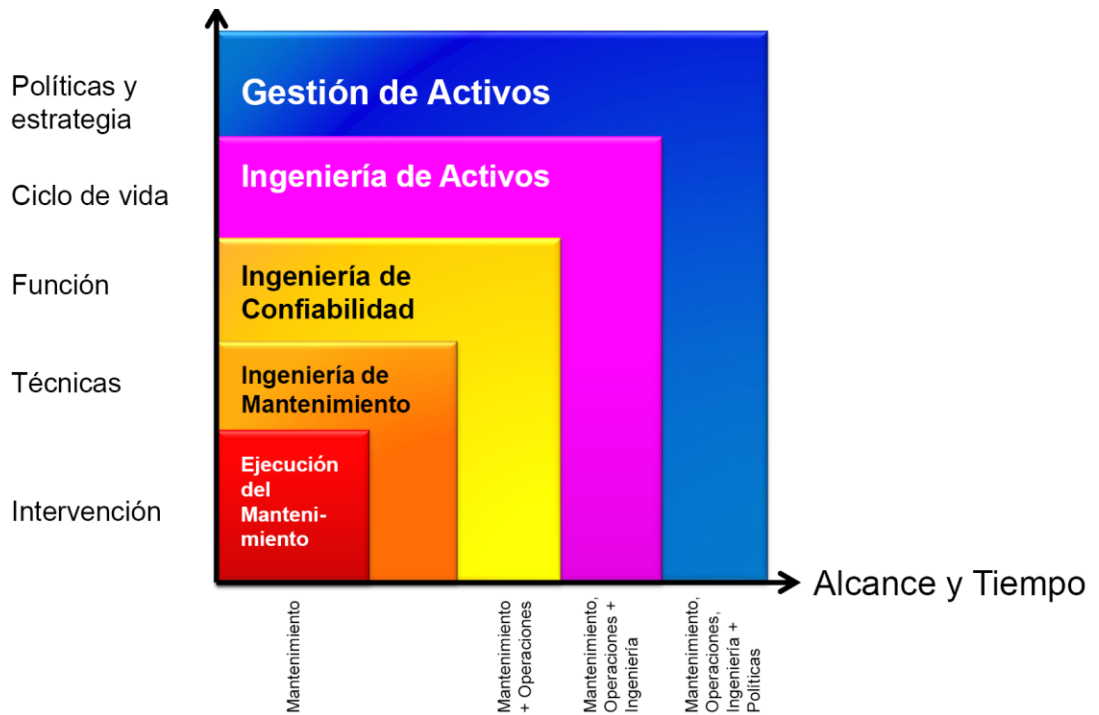 Políticas y
estrategia
Gestión de Activos
Ciclo de vida
Ingeniería de Activos
Función
Ingeniería de
Confiabilidad
Técnicas
Ingeniería de
Mantenimiento
Intervención
Ejecución
del
Manteni-
miento
Alcance y Tiempo
Mantenimiento
Mantenimiento
+ Operaciones
Mantenimiento,
Operaciones +
Ingeniería
Mantenimiento,
Operaciones,
Ingeniería +
Políticas